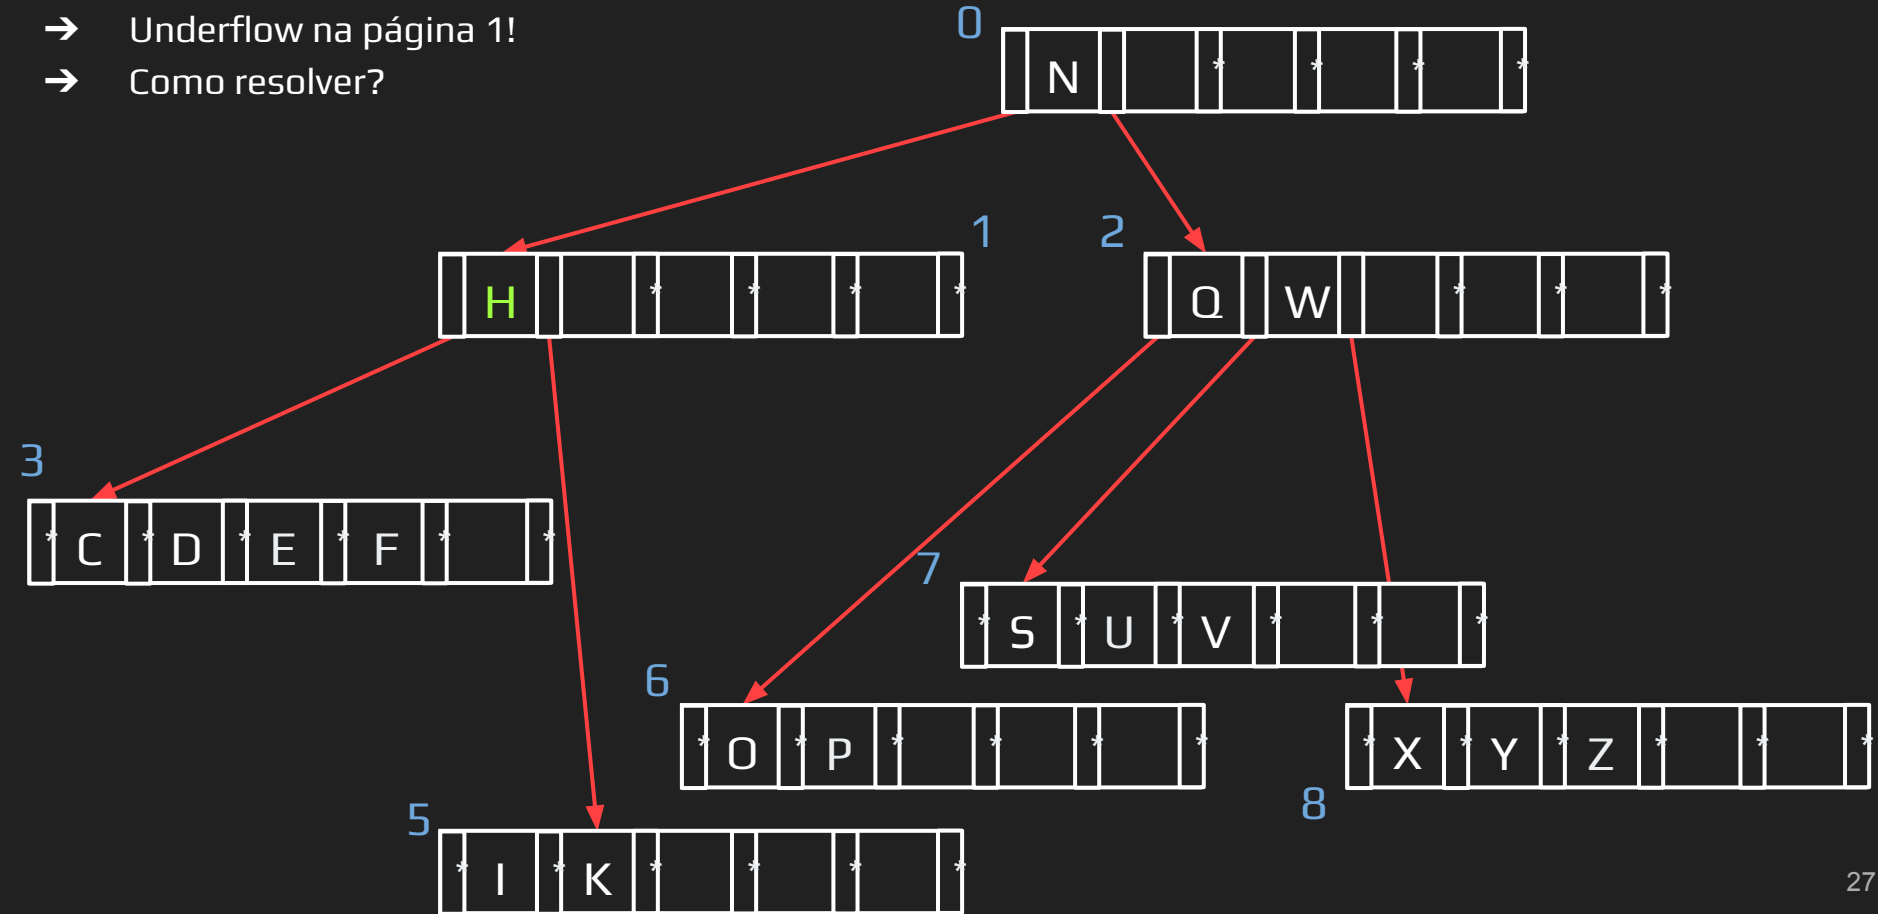 ➔ Underflow na página 1!
➔ Como resolver?
0
N * * * *
1
H * * * *
2
Q W * * *
3
* C * D * E * F * *
7
* S * U * V * * *
6
* O * P * * * *
8
* X * Y * Z * * *
5
* I * K * * * *
27